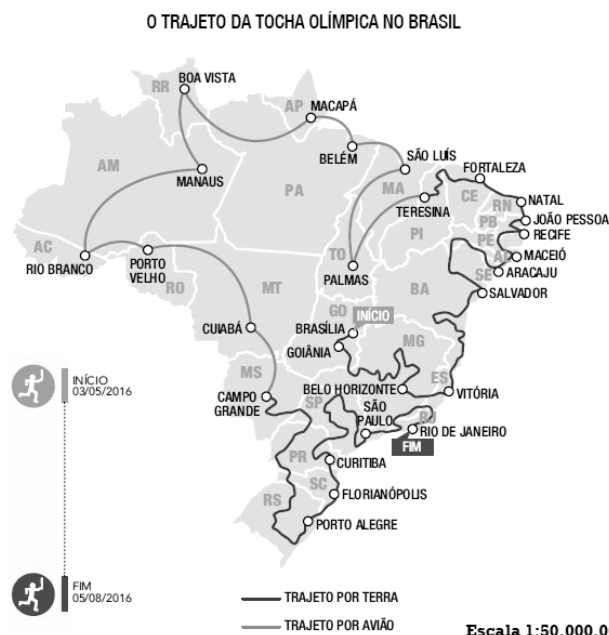 O TRAJETO DA TOCHA OLÍMPICA NO BRASIL
RR
BOA VISTA
AP
MACAPÁ
BELÉM
SÃO LUÍS
FORTALEZA
AM
MANAUS
PA
MA
TERESINA
CE
RN
NATAL
PB
JOÃO PESSOA
PE
RECIFE
PI
AL
MACEIÓ
AC
RIO BRANCO
PORTO
VELHO
RO
TO
PALMAS
SE
ARACAJU
BA
SALVADOR
MT
GO
INÍCIO
BRASÍLIA
CUIABÁ
GOIÂNIA
MG
MS
BELO HORIZONTE
ES
VITÓRIA
INÍCIO
03/05/2016
CAMPO
GRANDE
SP
SÃO
PAULO
RJ
RIO DE JANEIRO
FIM
PR
CURITIBA
SC
FLORIANÓPOLIS
RS
PORTO ALEGRE
FIM
05/08/2016
TRAJETO POR TERRA
TRAJETO POR AVIÃO
Escala 1:50.000.0